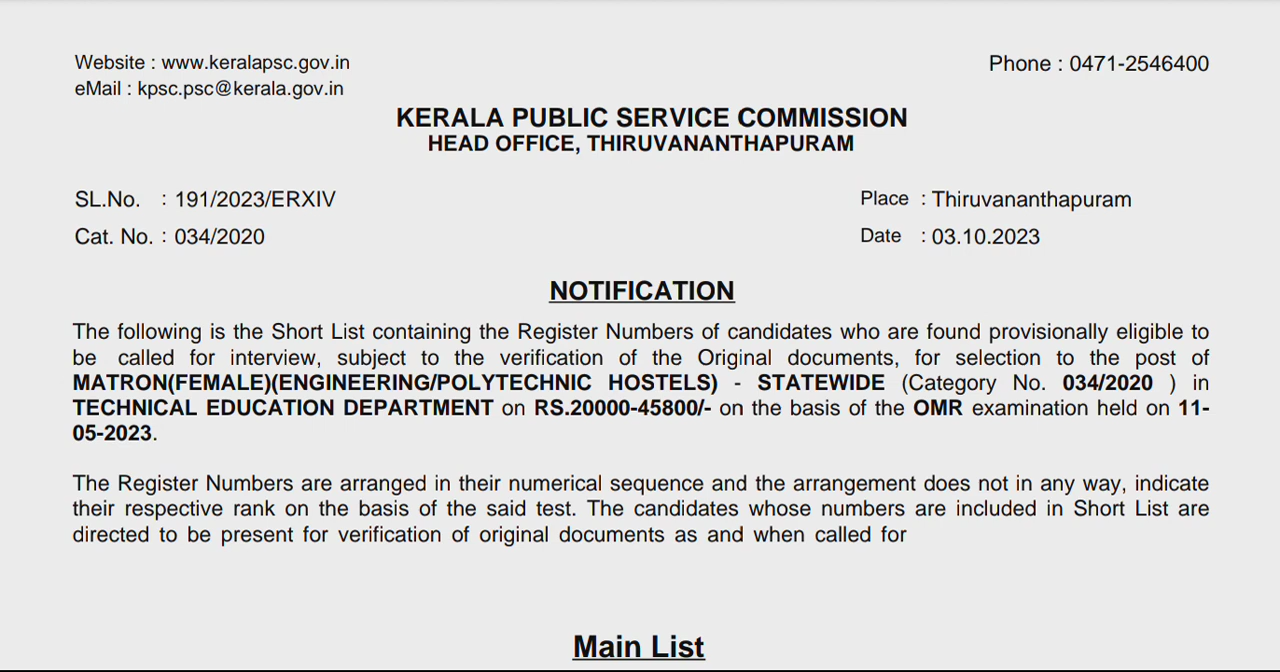 Website : www.keralapsc.gov.in
Phone : 0471-2546400
eMail : kpsc.psc@kerala.gov.in
KERALA PUBLIC SERVICE COMMISSION
HEAD OFFICE, THIRUVANANTHAPURAM
SL.No. : 191/2023/ERXIV
Place : Thiruvananthapuram
Cat. No. : 034/2020
Date : 03.10.2023
NOTIFICATION
The following is the Short List containing the Register Numbers of candidates who are found provisionally eligible to
be called for interview, subject to the verification of the Original documents, for selection to the post of
MATRON(FEMALE)(ENGINEERING/POLYTECHNIC HOSTELS) - STATEWIDE (Category No. 034/2020 ) in
TECHNICAL EDUCATION DEPARTMENT on RS.20000-45800/- on the basis of the OMR examination held on 11-
05-2023.
The Register Numbers are arranged in their numerical sequence and the arrangement does not in any way, indicate
their respective rank on the basis of the said test. The candidates whose numbers are included in Short List are
directed to be present for verification of original documents as and when called for
Main List